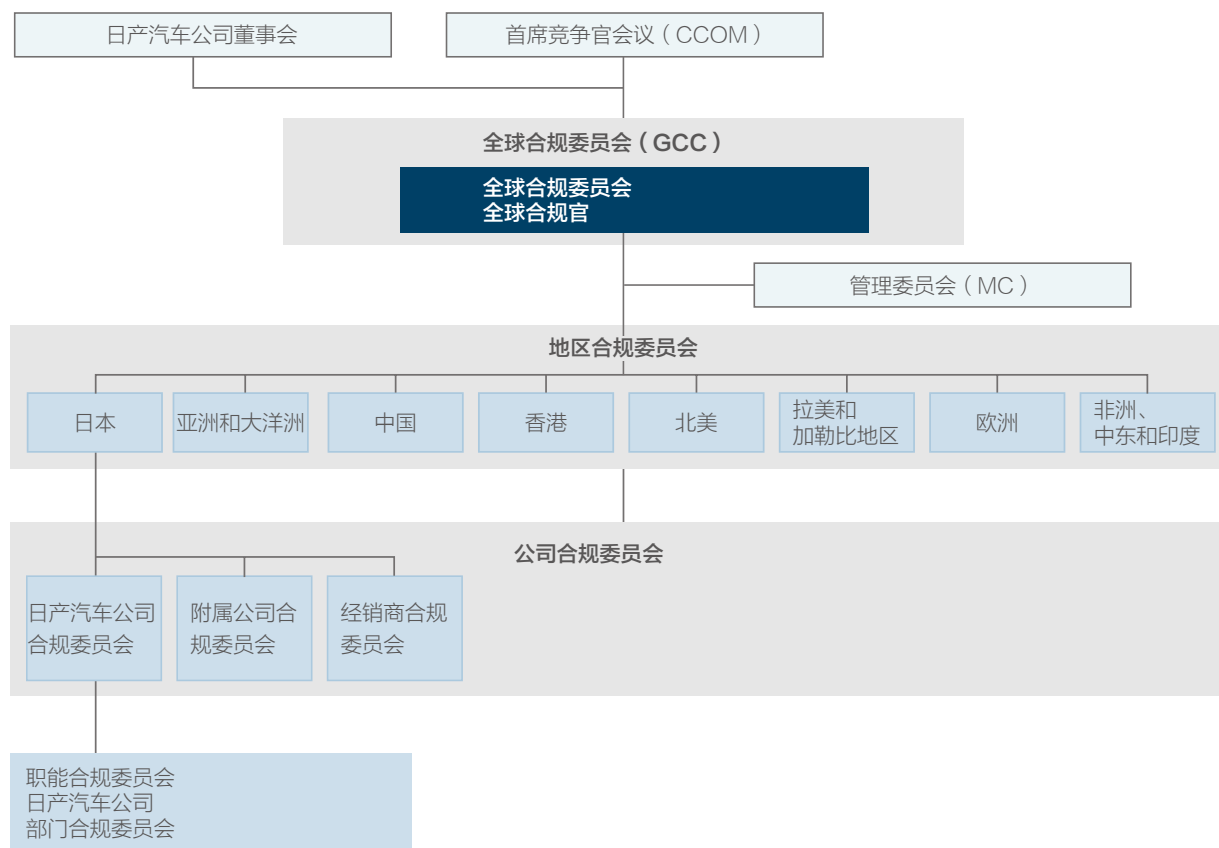 日产汽车公司董事会
首席竞争官会议（CCOM）
全球合规委员会（GCC）
全球合规委员会
全球合规官
管理委员会（MC）
地区合规委员会
日本
亚洲和大洋洲
中国
香港
北美
拉美和
加勒比地区
欧洲
非洲、
中东和印度
公司合规委员会
日产汽车公司
合规委员会
附属公司合
规委员会
经销商合规
委员会
职能合规委员会
日产汽车公司
部门合规委员会